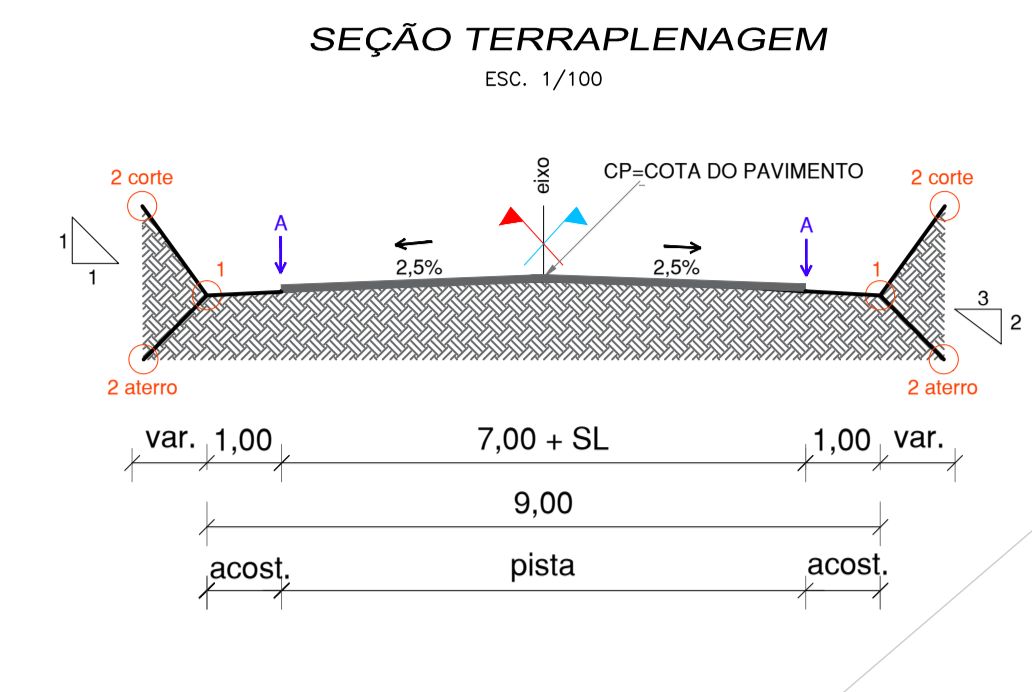 SEÇÃO TERRAPLENAGEM
ESC. 1/100
eixo
CP=COTA DO PAVIMENTO
2 corte
2 corte
A
A
1
1
2,5%
2,5%
1
1
3
2
2 aterro
2 aterro
var. 1,00 7,00 + SL 1,00 var.
9,00
acost. pista acost.